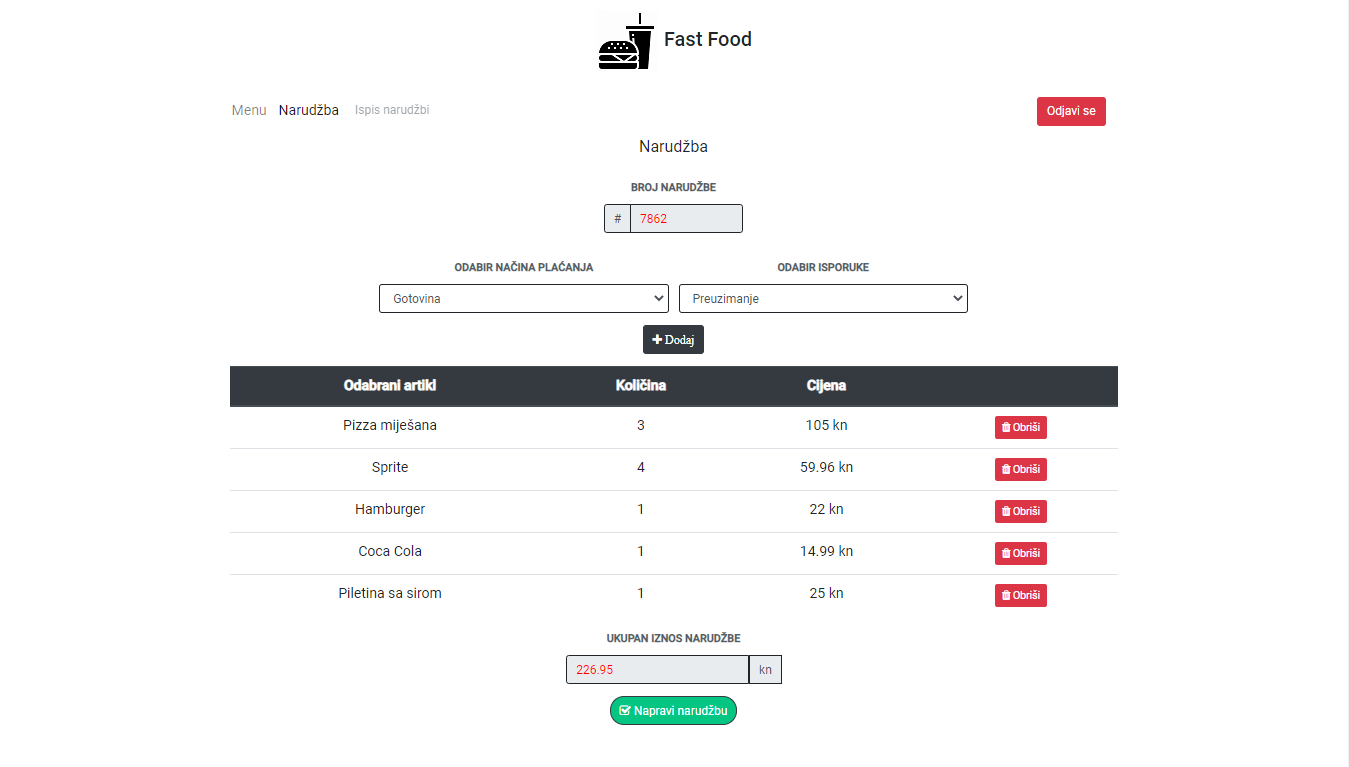 Fast Food
Menu Narudžba Ispis narudžbi Odjavi se
Narudžba
BROJ NARUDŽBE
# 7862
ODABIR NAČINA PLAĆANJA ODABIR ISPORUKE
Gotovina Preuzimanje
Dodaj
Odabrani artikl Količina Cijena
Pizza miješana 3 105 kn Obriši
Sprite 4 59.96 kn Obriši
Hamburger 1 22 kn Obriši
Coca Cola 1 14.99 kn Obriši
Piletina sa sirom 1 25 kn Obriši
UKUPAN IZNOS NARUDŽBE
226.95 kn
Napravi narudžbu